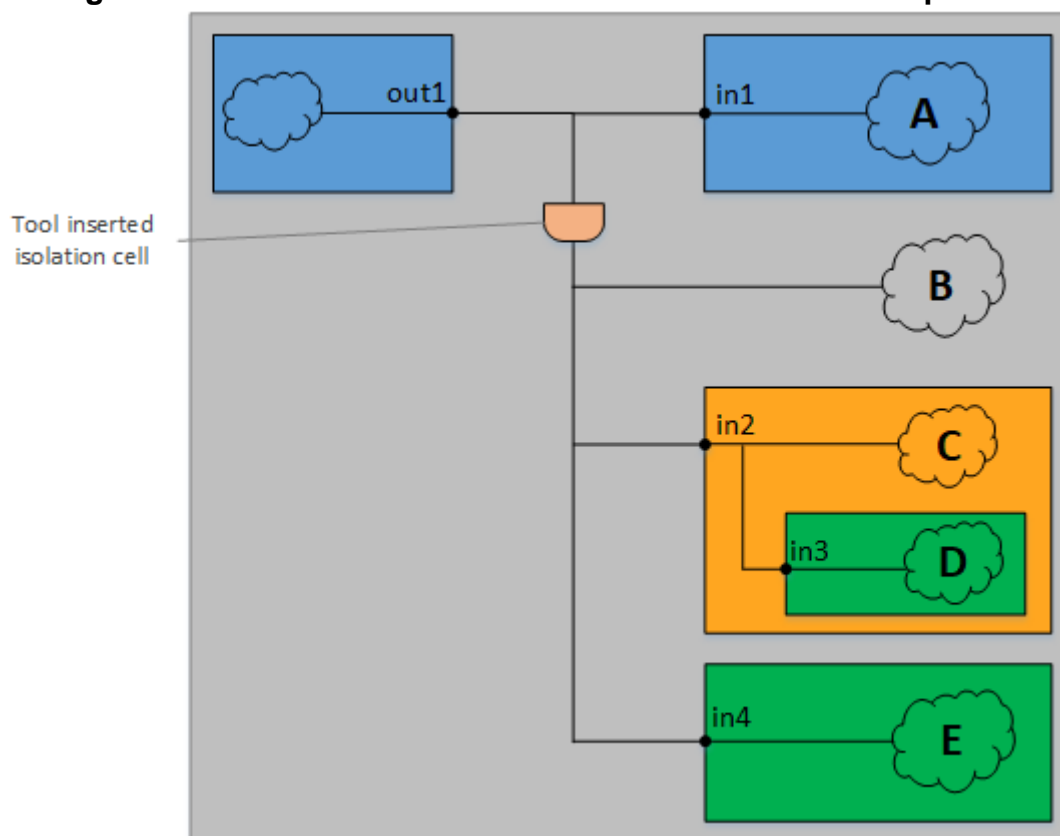 out1
in1
A
Tool inserted
isolation cell
B
in2
C
in3
D
in4
E